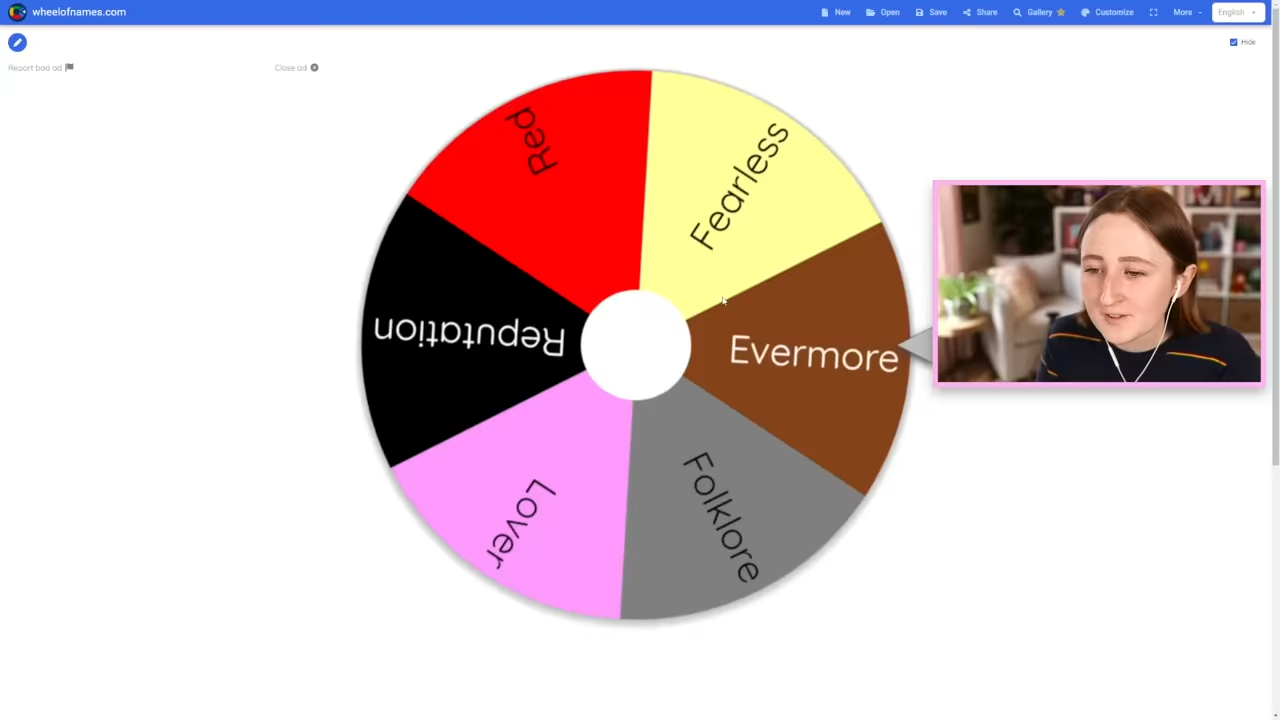 wheelofnames.com
New
Open
Save
Share
Gallery
Customize
More
English
Hide
Report bad ad
Close ad
Red
Fearless
Reputation
Evermore
Lover
Folklore